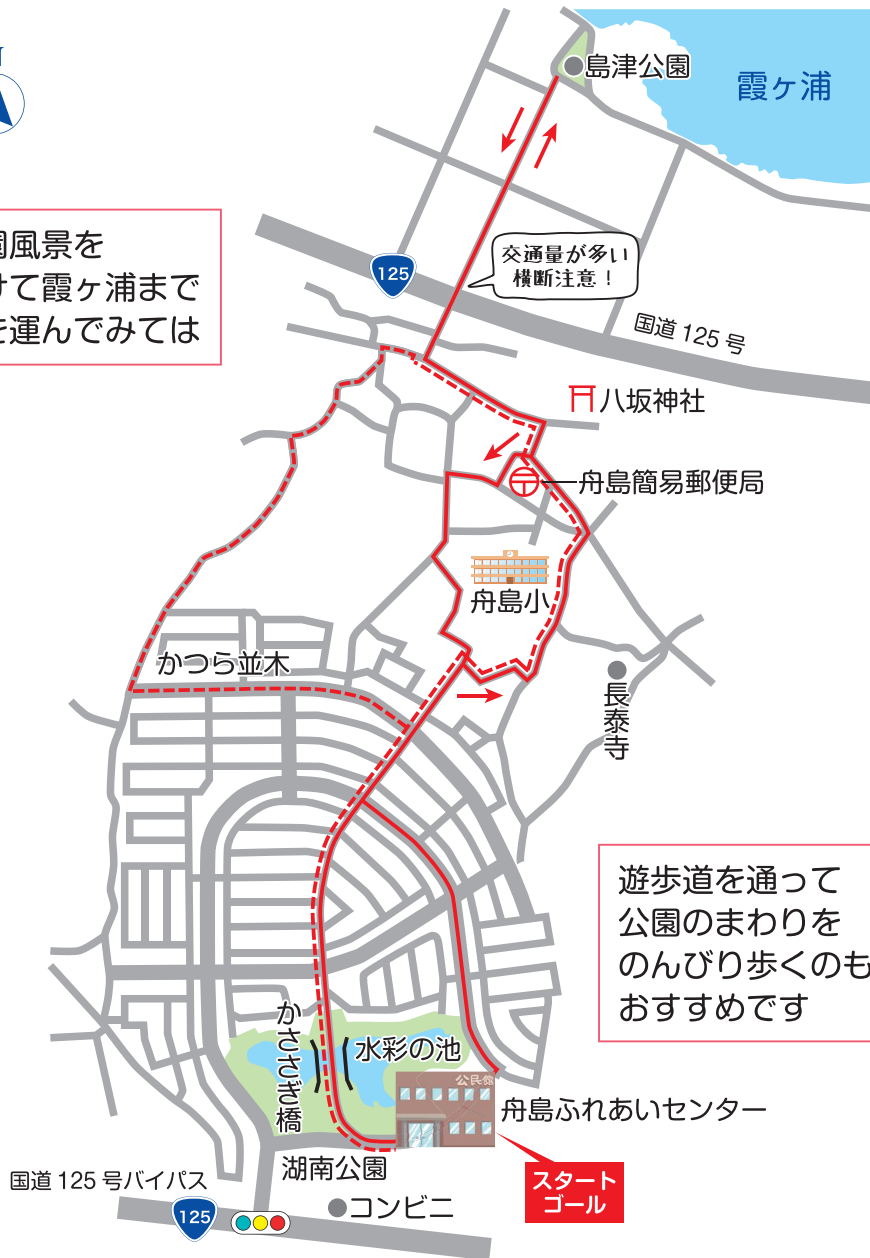 島津公園
霞ヶ浦
園風景を
けて霞ヶ浦まで
を運んでみては
交通量が多い
横断注意！
125
国道125号
八坂神社
舟島簡易郵便局
舟島小
かつら並木
長泰寺
遊歩道を通って
公園のまわりを
のんびり歩くのも
おすすめです
かささぎ橋
水彩の池
公民館
舟島ふれあいセンター
湖南公園
スタート
ゴール
国道125号バイパス
125
コンビニ